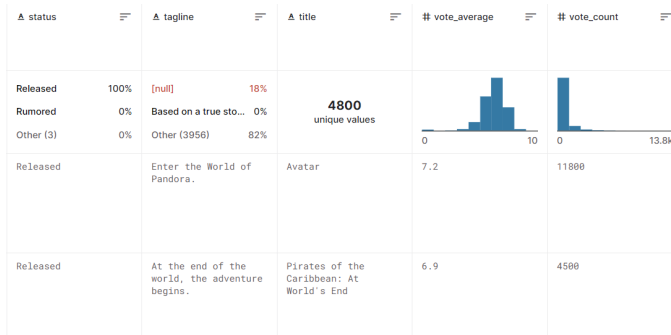 status
tagline
title
# vote_average
# vote_count
Released 100%
Rumored 0%
Other (3) 0%
[null] 18%
Based on a true sto... 0%
Other (3956) 82%
4800
unique values
0 10
0 13.8k
Released
Enter the World of
Pandora.
Avatar
7.2
11800
Released
At the end of the
world, the adventure
begins.
Pirates of the
Caribbean: At
World's End
6.9
4500